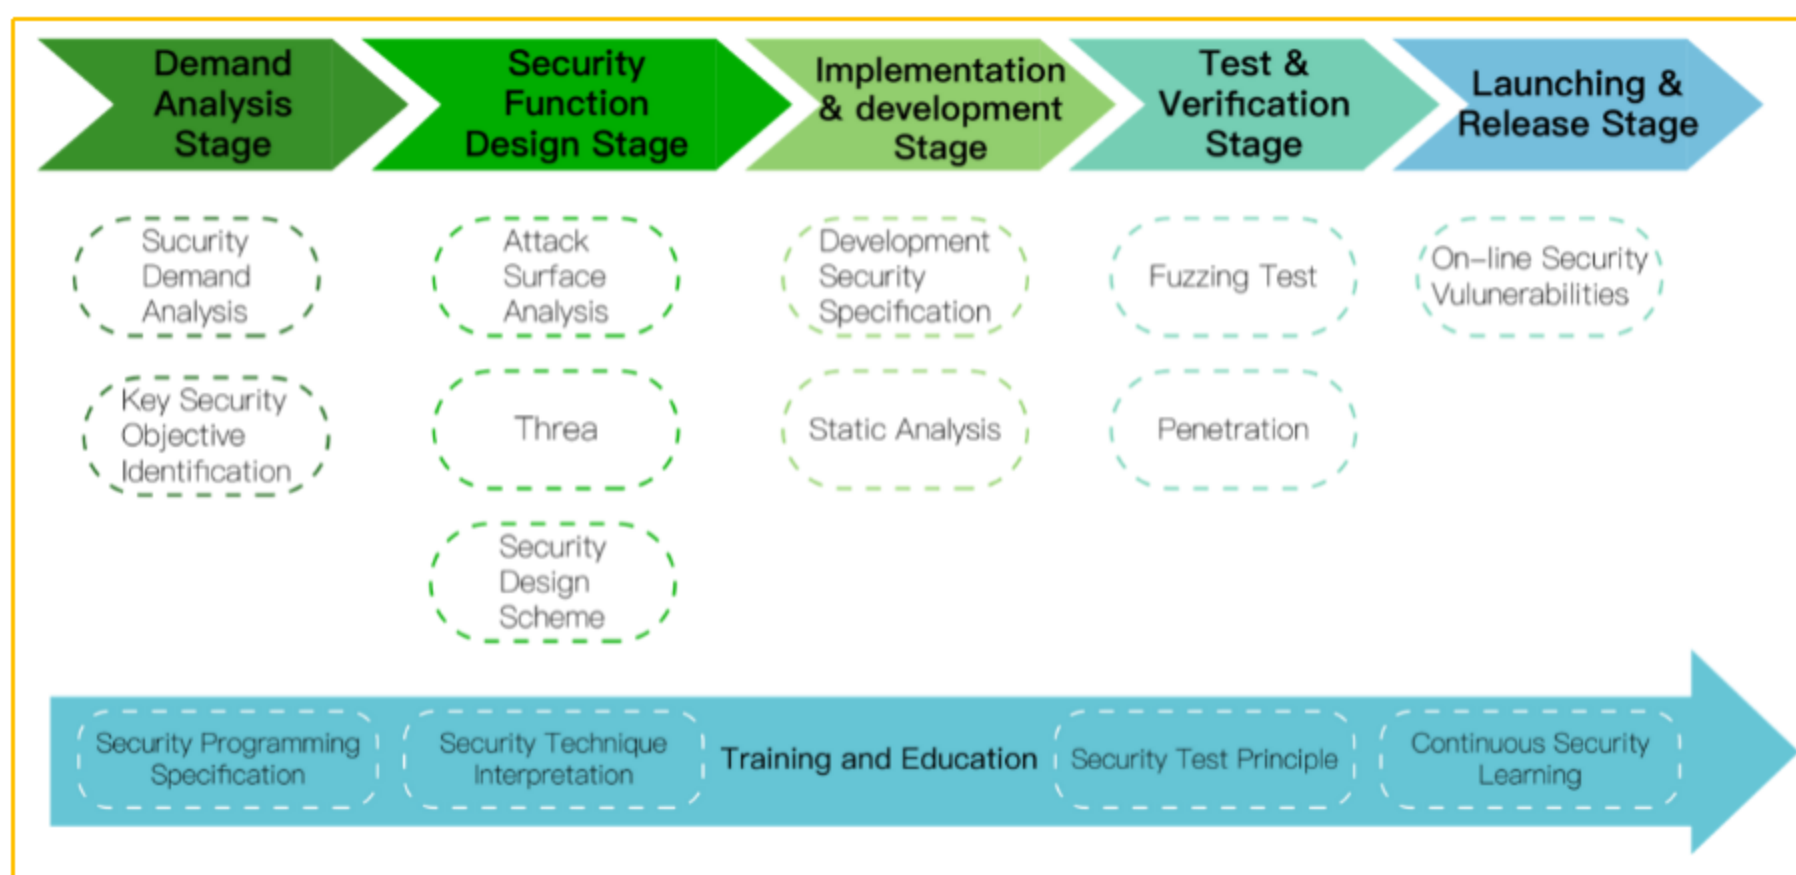 Demand
Analysis
Stage
Security
Function
Design Stage
Implementation
& development
Stage
Test &
Verification
Stage
Launching &
Release Stage
Sucurity
Demand
Analysis
Attack
Surface
Analysis
Development
Security
Specification
Fuzzing Test
On-line Security
Vulunerabilities
Key Security
Objective
Identification
Threa
Static Analysis
Penetration
Security
Design
Scheme
Security Programming
Specification
Security Technique
Interpretation
Training and Education
Security Test Principle
Continuous Security
Learning